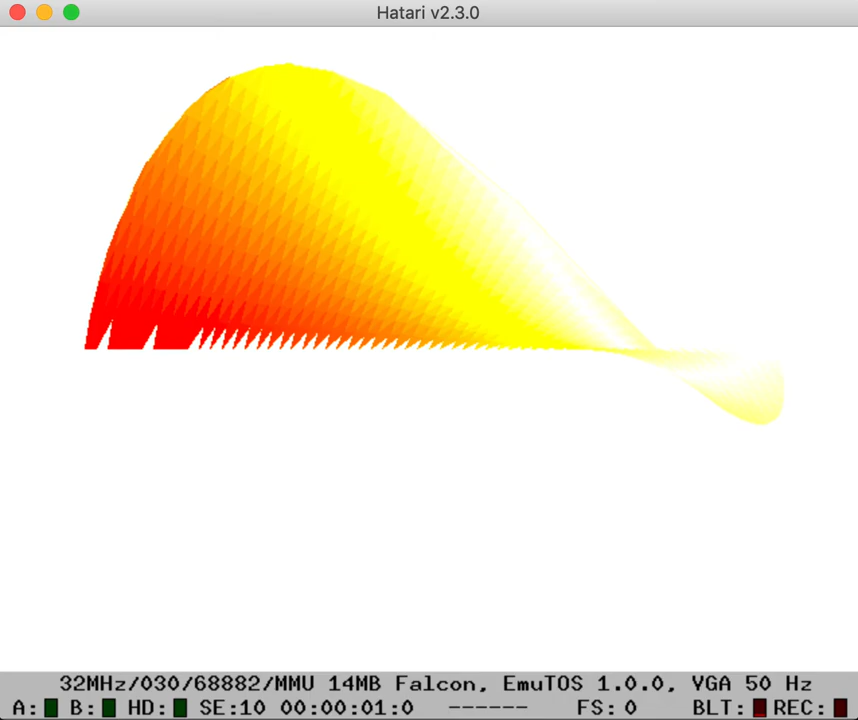 Hatari v2.3.0
32MHz/030/68882/MMU 14MB Falcon, EmuTOS 1.0.0, VGA 50 Hz
A: B: HD: SE:10 00:00:01:0 ------ FS: 0 BLT: REC: